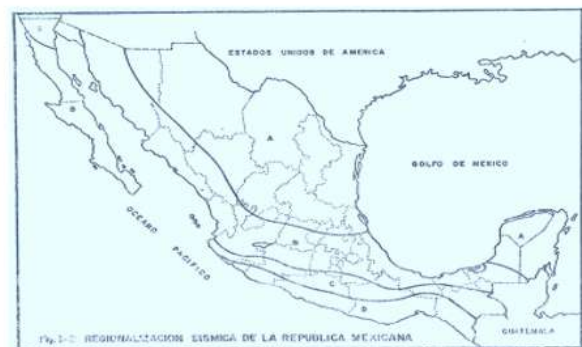 ESTADOS UNIDOS DE AMERICA
A
B
GOLFO DE MEXICO
OCEANO PACIFICO
A
B
C
GUATEMALA
REGIONALIZACION SISMICA DE LA REPUBLICA MEXICANA